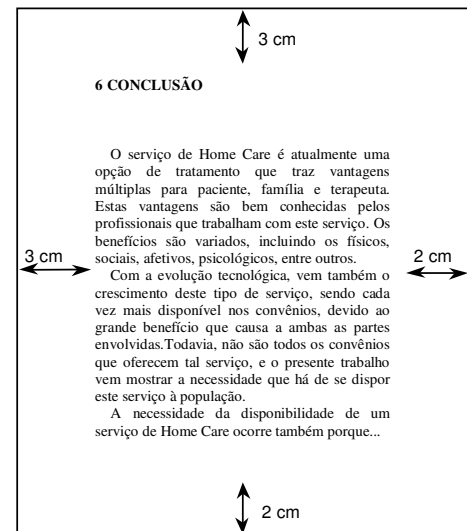 3 cm
6 CONCLUSÃO
O serviço de Home Care é atualmente uma
opção de tratamento que traz vantagens
múltiplas para paciente, família e terapeuta.
Estas vantagens são bem conhecidas pelos
profissionais que trabalham com este serviço. Os
benefícios são variados, incluindo os físicos,
sociais, afetivos, psicológicos, entre outros.
3 cm
2 cm
Com a evolução tecnológica, vem também o
crescimento deste tipo de serviço, sendo cada
vez mais disponível nos convênios, devido ao
grande benefício que causa a ambas as partes
envolvidas.Todavia, não são todos os convênios
que oferecem tal serviço, e o presente trabalho
vem mostrar a necessidade que há de se dispor
este serviço à população.
A necessidade da disponibilidade de um
serviço de Home Care ocorre também porque...
2 cm